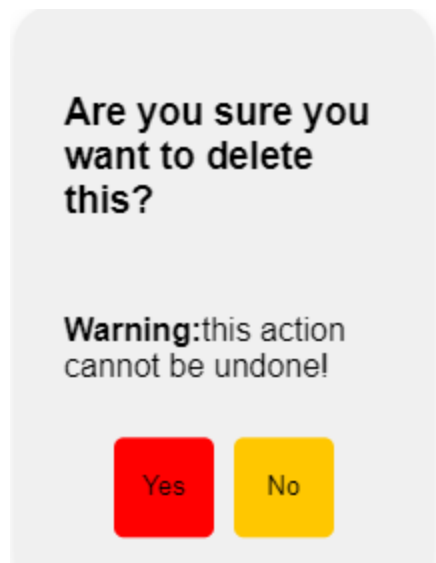 Are you sure you
want to delete
this?
Warning:this action
cannot be undone!
Yes No